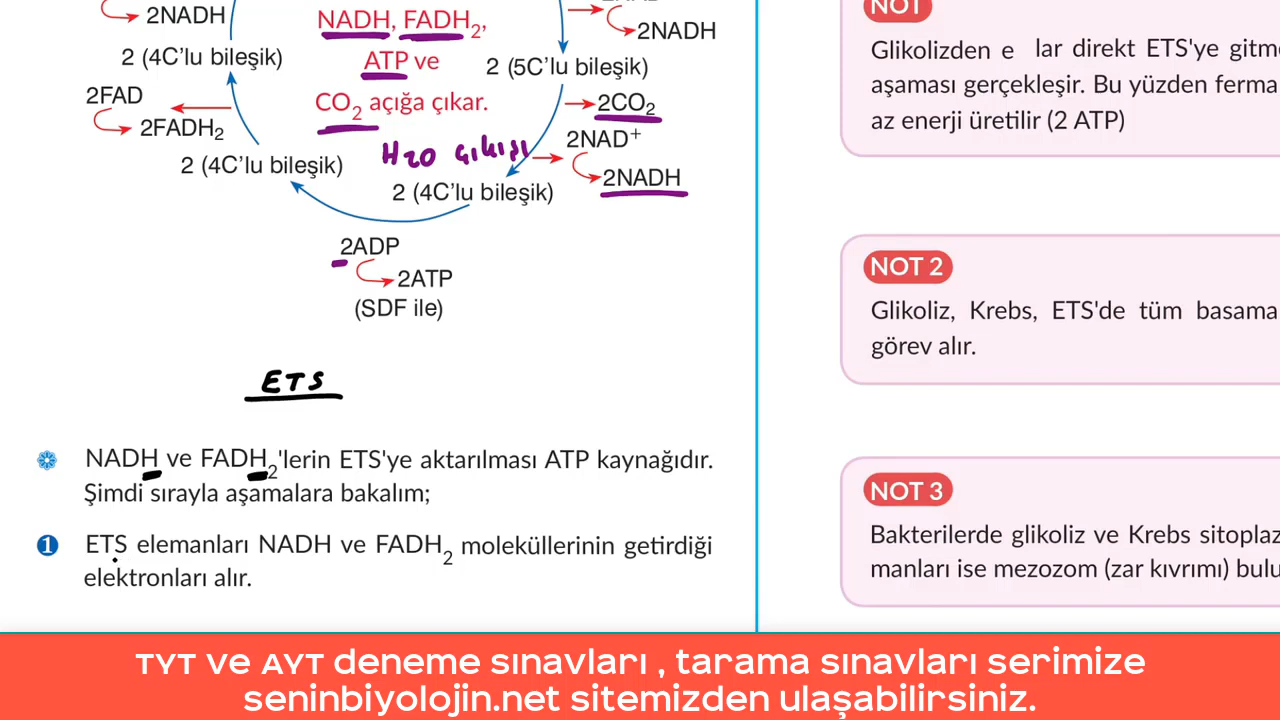 2NADH
NADH, FADH2,
2NADH
2 (4C'lu bileşik)
ATP ve
2 (5C'lu bileşik)
2FAD
CO2 açığa çıkar.
2CO2
2FADH2
H2O çıkışı
2NAD+
2 (4C'lu bileşik)
2NADH
2 (4C'lu bileşik)
2ADP
2ATP
(SDF ile)
ETS
NADH ve FADH2'lerin ETS'ye aktarılması ATP kaynağıdır.
Şimdi sırayla aşamalara bakalım;
1 ETS elemanları NADH ve FADH2 moleküllerinin getirdiği
elektronları alır.
NOT
Glikolizden e lar direkt ETS'ye gitme
aşaması gerçekleşir. Bu yüzden ferma
az enerji üretilir (2 ATP)
NOT 2
Glikoliz, Krebs, ETS'de tüm basama
görev alır.
NOT 3
Bakterilerde glikoliz ve Krebs sitoplaz
manları ise mezozom (zar kıvrımı) bulu
TYT ve AYT deneme sınavları , tarama sınavları serimize
seninbiyolojin.net sitemizden ulaşabilirsiniz.